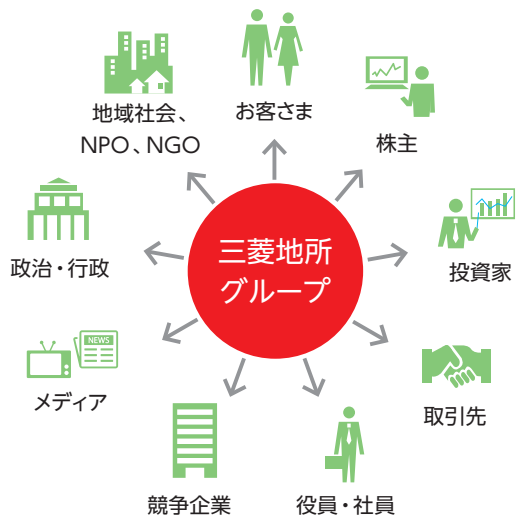 お客さま
地域社会、
NPO、NGO
株主
政治・行政
三菱地所
グループ
投資家
NEWS
メディア
取引先
競争企業
役員・社員